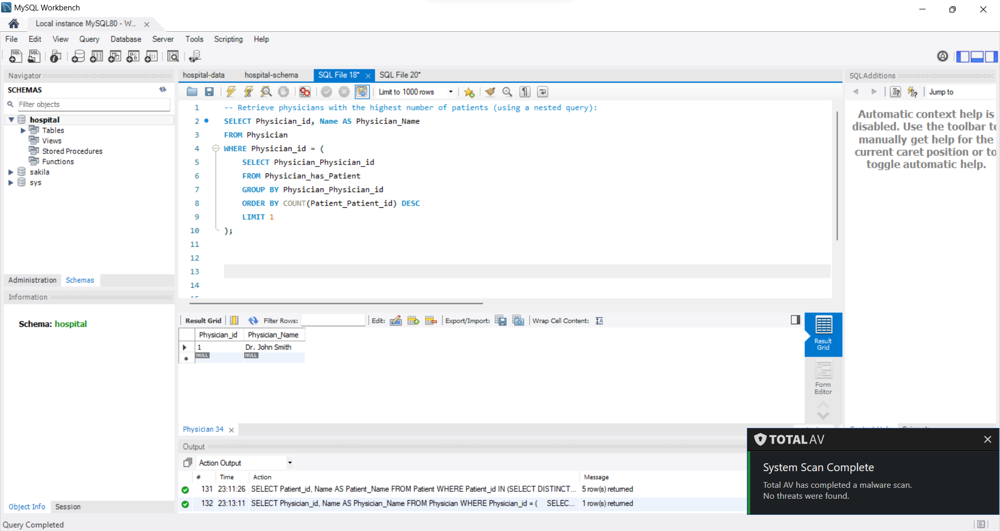 MySQL Workbench
Local instance MySQL80 - W...
File Edit View Query Database Server Tools Scripting Help
Navigator
SCHEMAS
Filter objects
hospital
Tables
Views
Stored Procedures
Functions
sakila
sys
Administration Schemas
Information
Schema: hospital
Object Info Session
hospital-data hospital-schema SQL File 18* SQL File 20*
Limit to 1000 rows
1 -- Retrieve physicians with the highest number of patients (using a nested query):
2 SELECT Physician_id, Name AS Physician_Name
3 FROM Physician
4 WHERE Physician_id = (
5 SELECT Physician_Physician_id
6 FROM Physician_has_Patient
7 GROUP BY Physician_Physician_id
8 ORDER BY COUNT(Patient_Patient_id) DESC
9 LIMIT 1
10 );
11
12
13
14
Result Grid Filter Rows: Edit: Export/Import: Wrap Cell Content:
Physician_id Physician_Name
1 Dr. John Smith
NULL NULL
Result
Grid
Form
Editor
Physician 34
Output
Action Output
# Time Action Message
131 23:11:26 SELECT Patient_id, Name AS Patient_Name FROM Patient WHERE Patient_id IN (SELECT DISTINCT... 5 row(s) returned
132 23:13:11 SELECT Physician_id, Name AS Physician_Name FROM Physician WHERE Physician_id = ( SELEC... 1 row(s) returned
SQLAdditions
Jump to
Automatic context help is
disabled. Use the toolbar to
manually get help for the
current caret position or to
toggle automatic help.
TOTALAV
System Scan Complete
Total AV has completed a malware scan.
No threats were found.
Query Completed